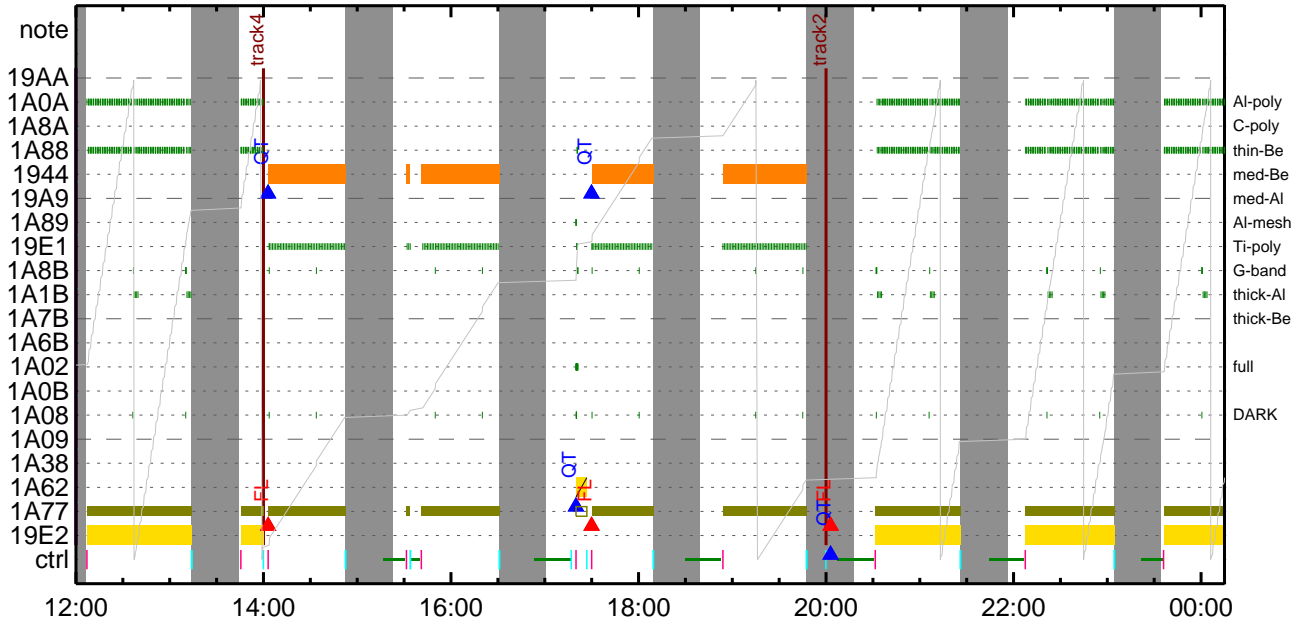 note
track4
track2
19AA
1A0A Al-poly
1A8A C-poly
1A88 QT QT thin-Be
1944 med-Be
19A9 med-Al
1A89 Al-mesh
19E1 Ti-poly
1A8B G-band
1A1B thick-Al
1A7B thick-Be
1A6B
1A02 full
1A0B
1A08 DARK
1A09
1A38 QT
1A62 FL FL FL
1A77 QT
19E2
ctrl
12:00 14:00 16:00 18:00 20:00 22:00 00:00